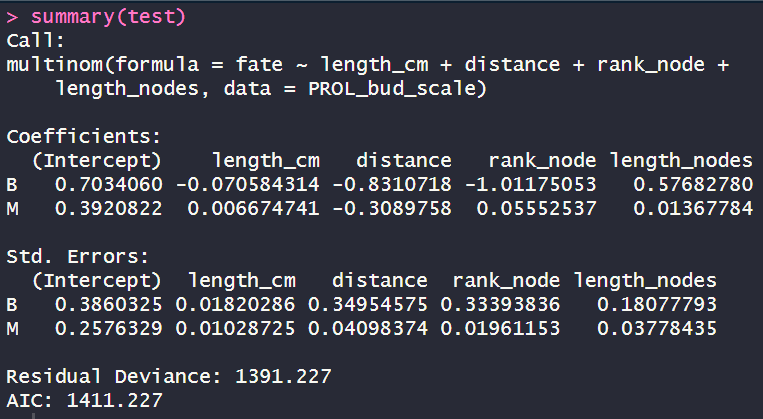 > summary(test)
Call:
multinom(formula = fate ~ length_cm + distance + rank_node +
    length_nodes, data = PROL_bud_scale)

Coefficients:
  (Intercept)    length_cm   distance   rank_node length_nodes
B   0.7034060 -0.070584314 -0.8310718 -1.01175053   0.57682780
M   0.3920822  0.006674741 -0.3089758  0.05552537   0.01367784

Std. Errors:
  (Intercept)  length_cm   distance  rank_node length_nodes
B   0.3860325 0.01820286 0.34954575 0.33393836   0.18077793
M   0.2576329 0.01028725 0.04098374 0.01961153   0.03778435

Residual Deviance: 1391.227
AIC: 1411.227